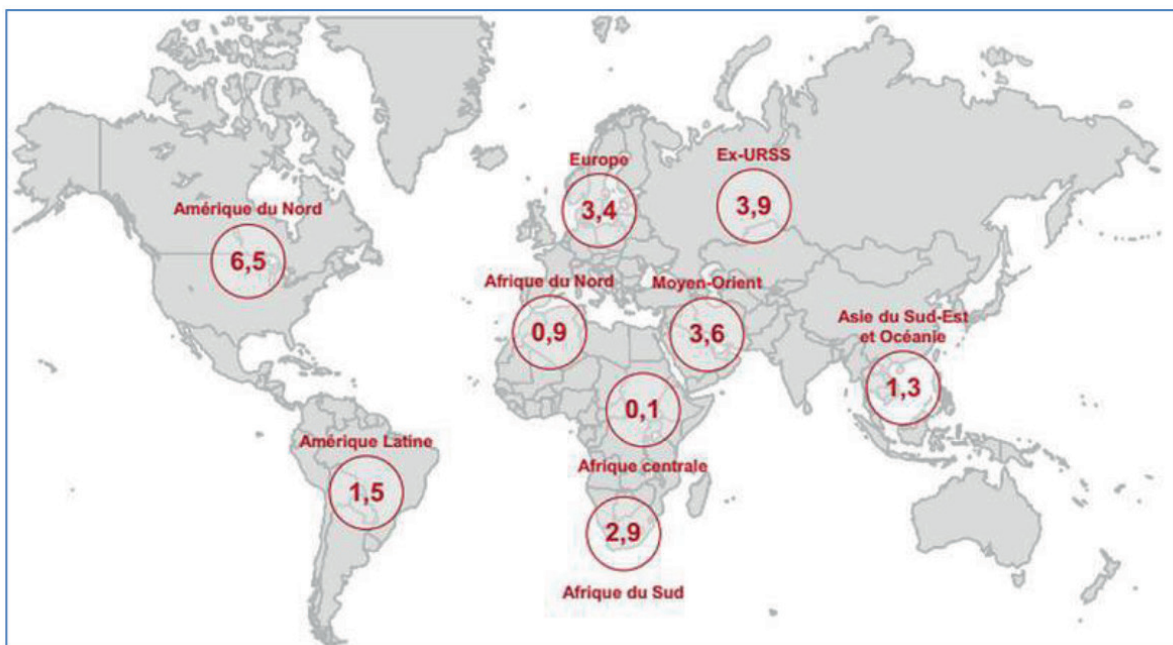 Europe
3,4
Ex-URSS
3,9
Amérique du Nord
6,5
Afrique du Nord
0,9
Moyen-Orient
3,6
Asie du Sud-Est
et Océanie
1,3
0,1
Afrique centrale
Amérique Latine
1,5
2,9
Afrique du Sud